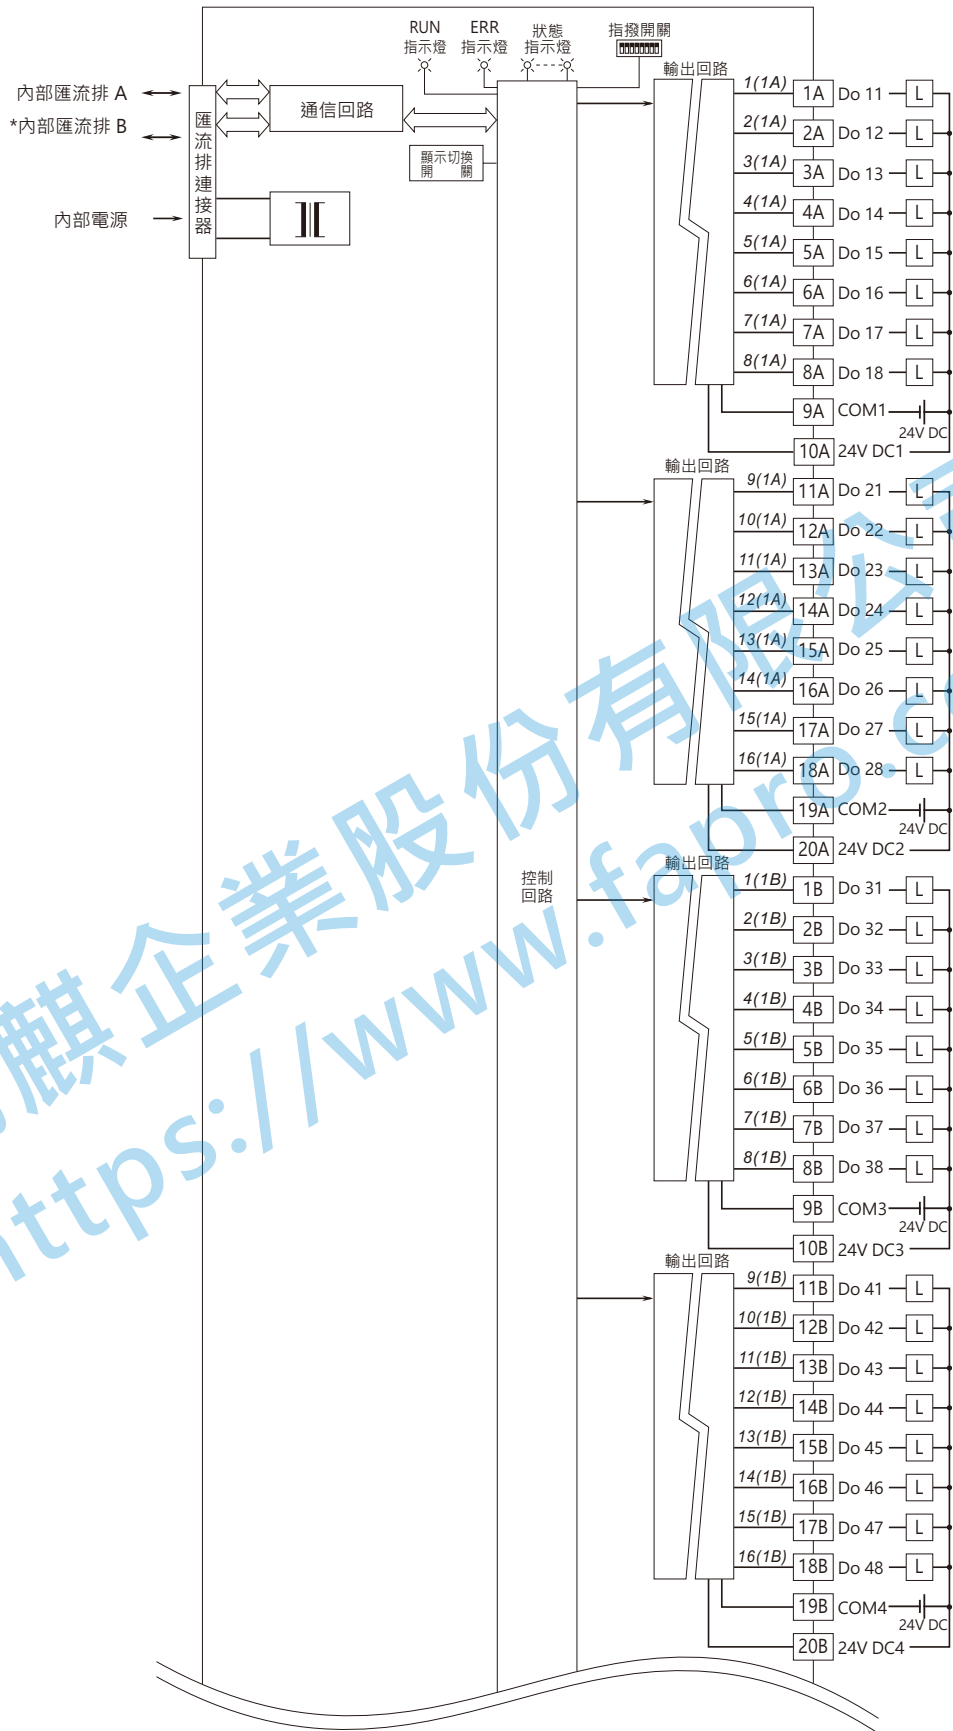 RUN
指示燈
ERR
指示燈
狀態
指示燈
指撥開關
內部匯流排 A
*內部匯流排 B
內部電源
匯流排連接器
通信回路
顯示切換
開 關
控制
回路
輸出回路
1(1A) 1A Do 11 L
2(1A) 2A Do 12 L
3(1A) 3A Do 13 L
4(1A) 4A Do 14 L
5(1A) 5A Do 15 L
6(1A) 6A Do 16 L
7(1A) 7A Do 17 L
8(1A) 8A Do 18 L
9A COM1
24V DC
10A 24V DC1
輸出回路
9(1A) 11A Do 21 L
10(1A) 12A Do 22 L
11(1A) 13A Do 23 L
12(1A) 14A Do 24 L
13(1A) 15A Do 25 L
14(1A) 16A Do 26 L
15(1A) 17A Do 27 L
16(1A) 18A Do 28 L
19A COM2
24V DC
20A 24V DC2
輸出回路
1(1B) 1B Do 31 L
2(1B) 2B Do 32 L
3(1B) 3B Do 33 L
4(1B) 4B Do 34 L
5(1B) 5B Do 35 L
6(1B) 6B Do 36 L
7(1B) 7B Do 37 L
8(1B) 8B Do 38 L
9B COM3
24V DC
10B 24V DC3
輸出回路
9(1B) 11B Do 41 L
10(1B) 12B Do 42 L
11(1B) 13B Do 43 L
12(1B) 14B Do 44 L
13(1B) 15B Do 45 L
14(1B) 16B Do 46 L
15(1B) 17B Do 47 L
16(1B) 18B Do 48 L
19B COM4
24V DC
20B 24V DC4
麒企業股份有限公司
https://www.fapro.co